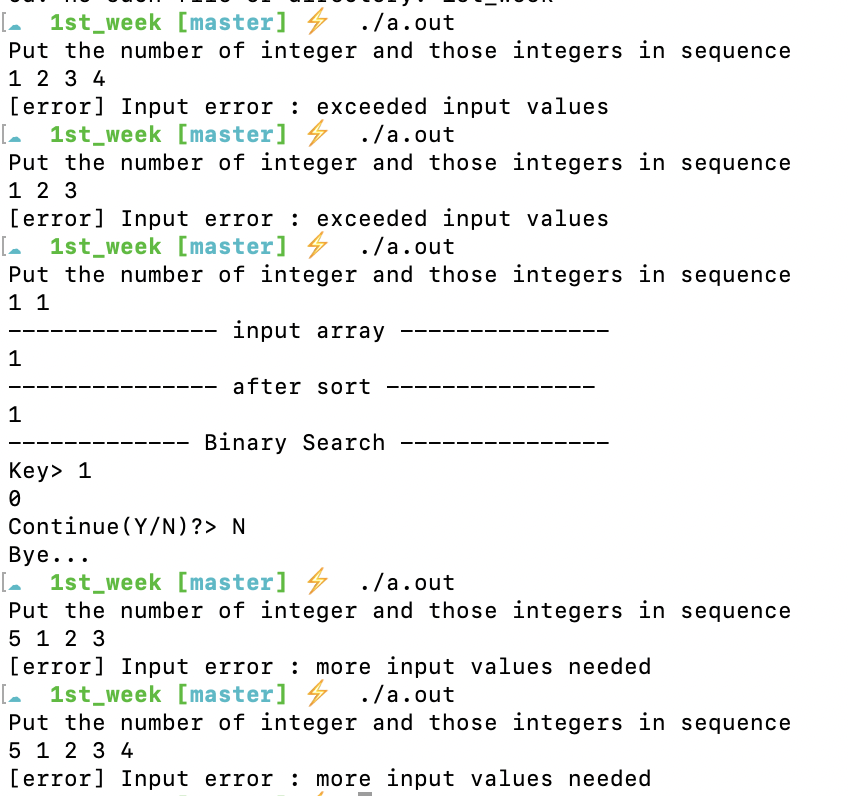 [☁ 1st_week [master] ⚡ ./a.out
Put the number of integer and those integers in sequence
1 2 3 4
[error] Input error : exceeded input values
[☁ 1st_week [master] ⚡ ./a.out
Put the number of integer and those integers in sequence
1 2 3
[error] Input error : exceeded input values
[☁ 1st_week [master] ⚡ ./a.out
Put the number of integer and those integers in sequence
1 1
--------------- input array ---------------
1
--------------- after sort ---------------
1
------------- Binary Search ---------------
Key> 1
0
Continue(Y/N)?> N
Bye...
[☁ 1st_week [master] ⚡ ./a.out
Put the number of integer and those integers in sequence
5 1 2 3
[error] Input error : more input values needed
[☁ 1st_week [master] ⚡ ./a.out
Put the number of integer and those integers in sequence
5 1 2 3 4
[error] Input error : more input values needed